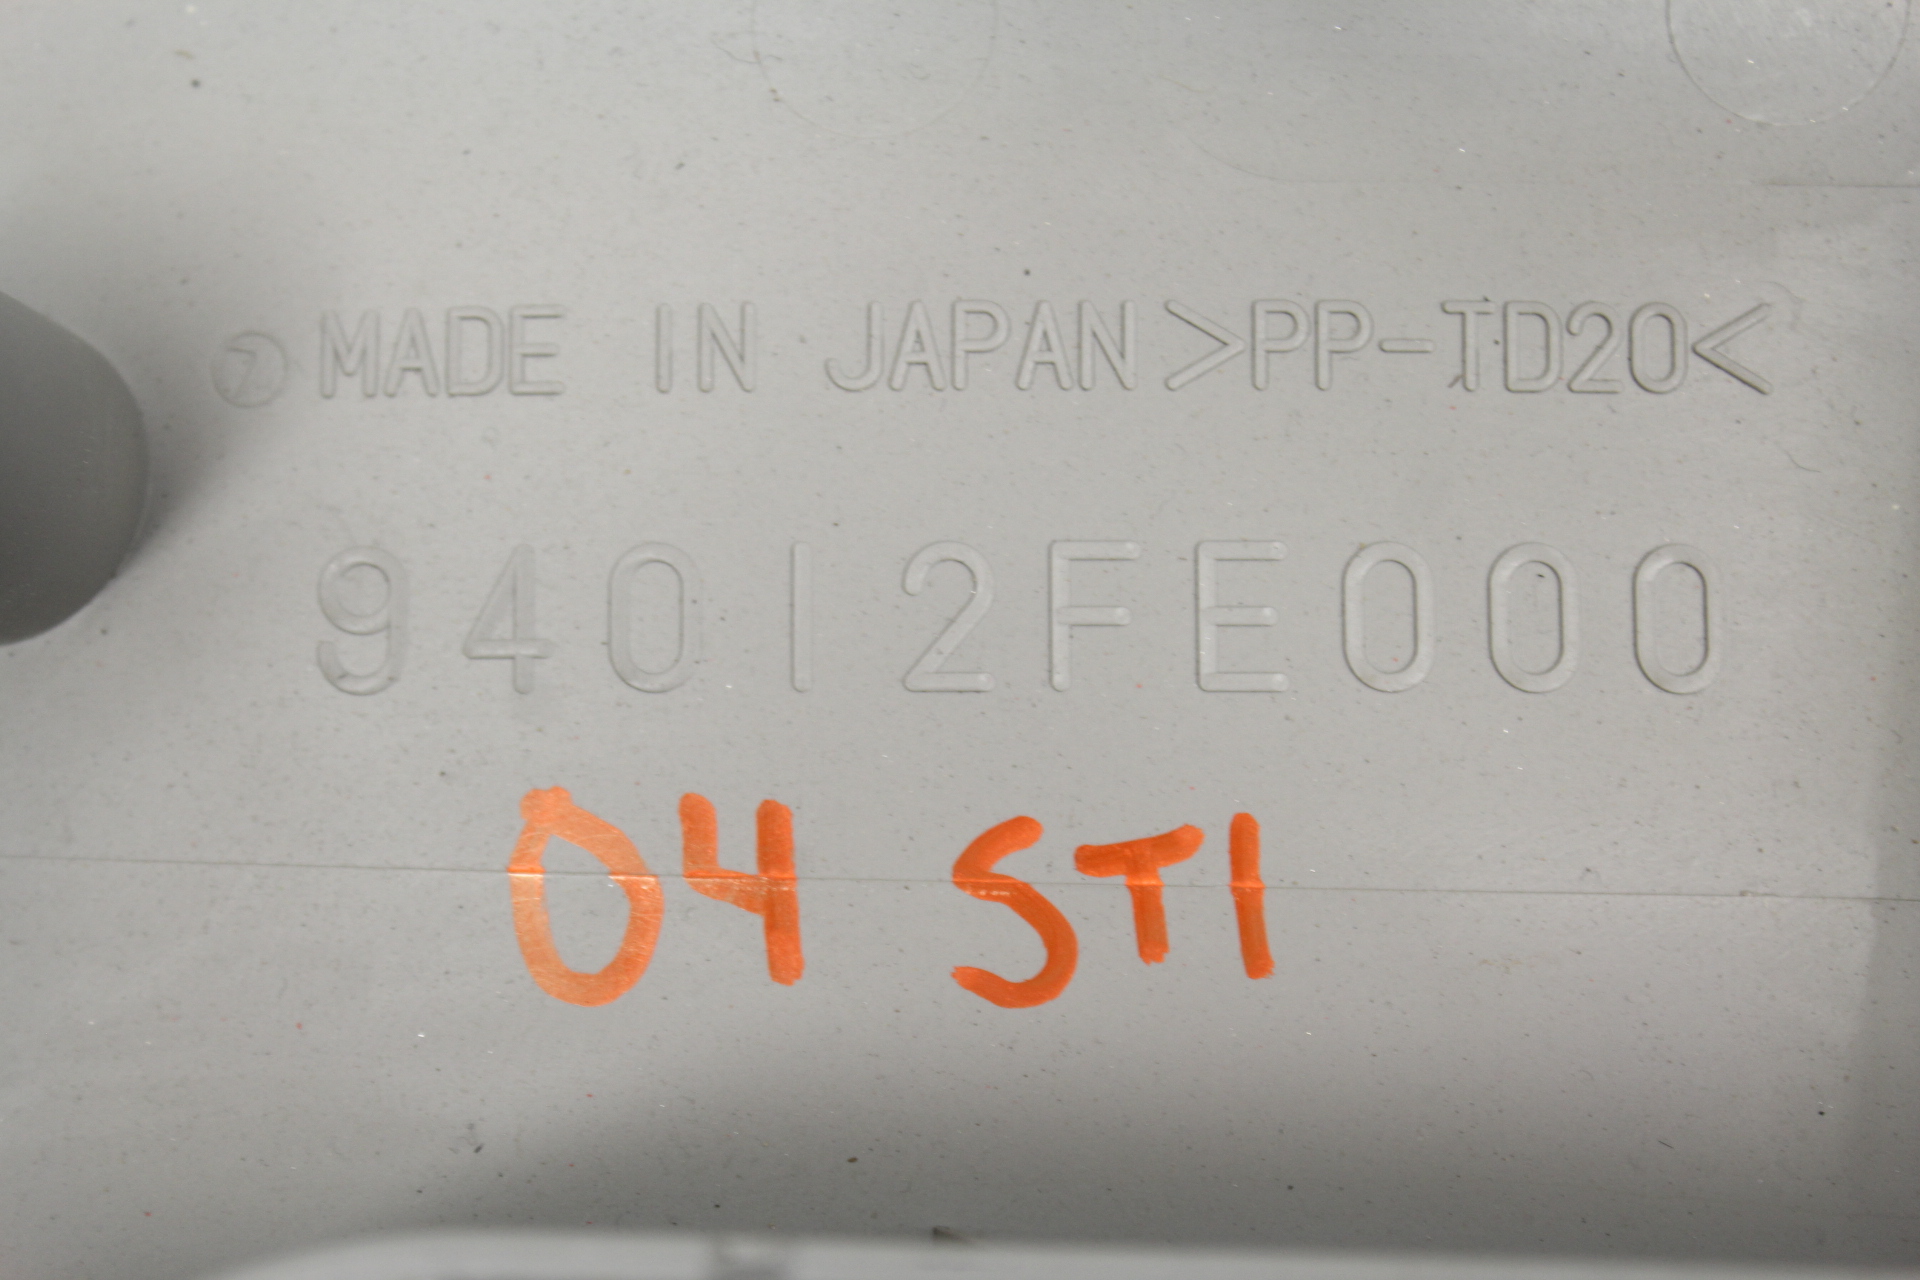 MADE IN JAPAN >PP-TD20<
94012FE000
04 STI